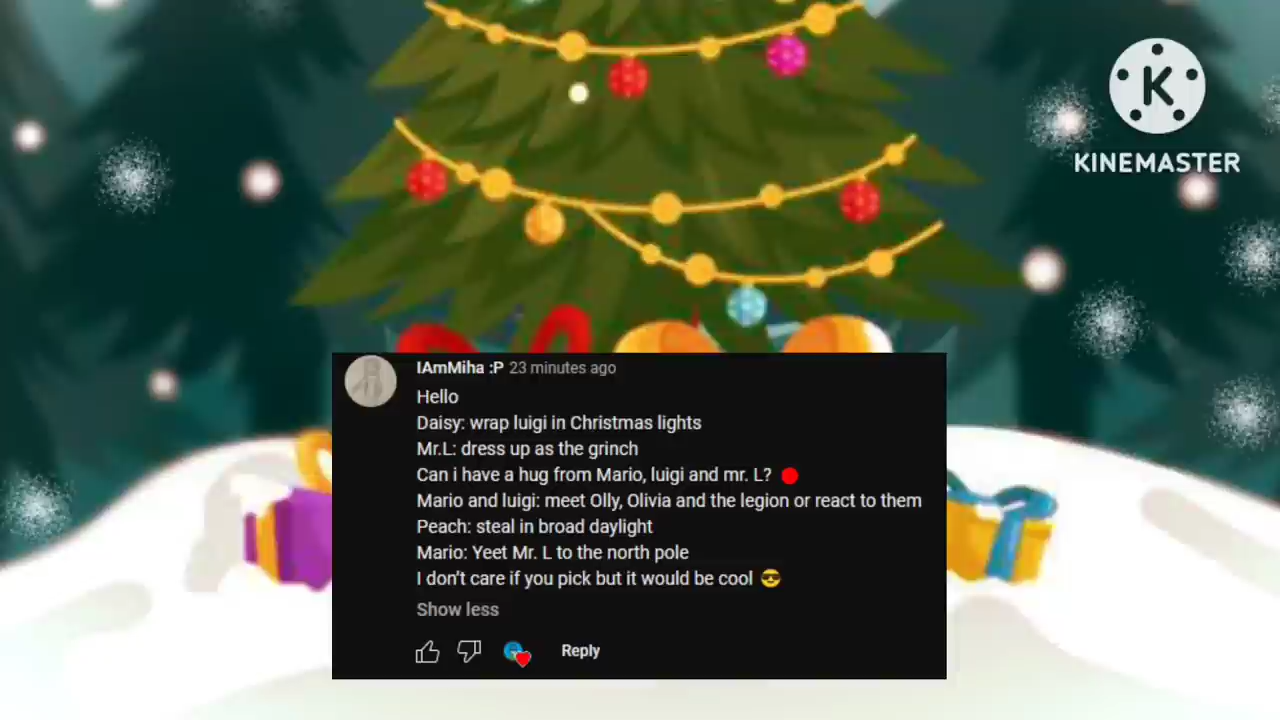 K
KINEMASTER
IAmMiha :P 23 minutes ago
Hello
Daisy: wrap luigi in Christmas lights
Mr.L: dress up as the grinch
Can i have a hug from Mario, luigi and mr. L? 🔴
Mario and luigi: meet Olly, Olivia and the legion or react to them
Peach: steal in broad daylight
Mario: Yeet Mr. L to the north pole
I don't care if you pick but it would be cool 😎
Show less
Reply